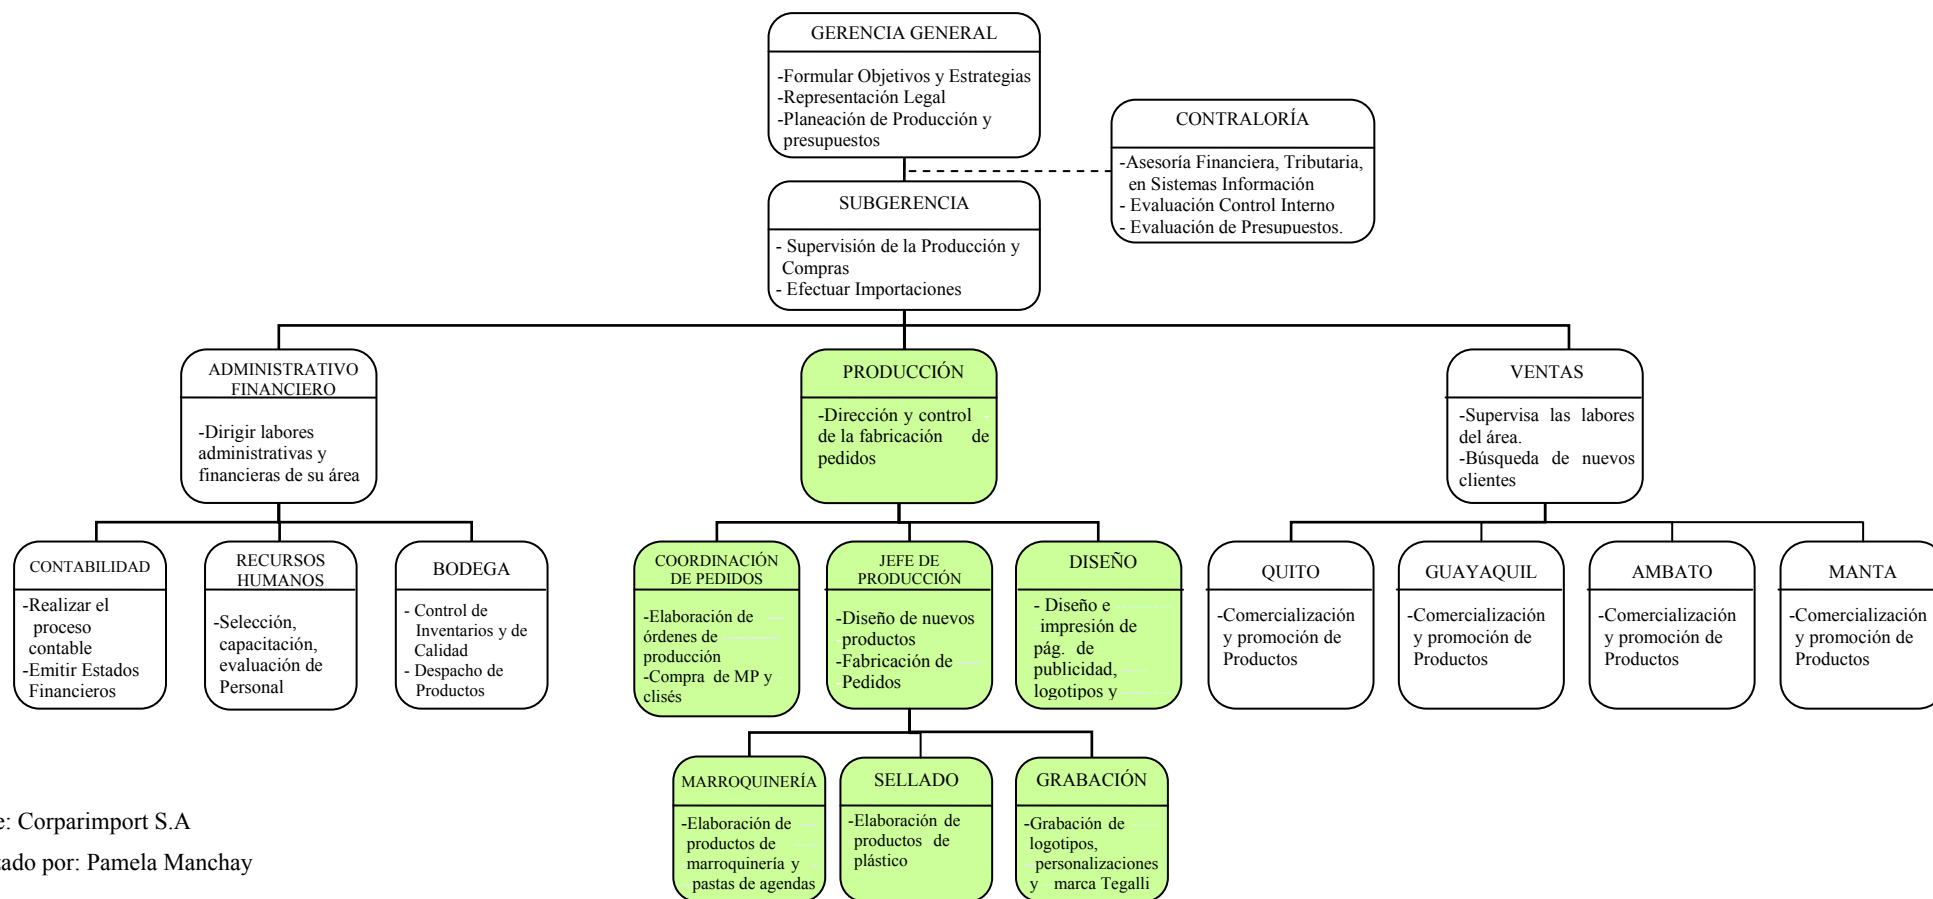 GERENCIA GENERAL
-Formular Objetivos y Estrategias
-Representación Legal
-Planeación de Producción y
presupuestos
CONTRALORÍA
-Asesoría Financiera, Tributaria,
en Sistemas Información
- Evaluación Control Interno
- Evaluación de Presupuestos.
SUBGERENCIA
- Supervisión de la Producción y
Compras
- Efectuar Importaciones
ADMINISTRATIVO
FINANCIERO
-Dirigir labores
administrativas y
financieras de su área
PRODUCCIÓN
-Dirección y control
de la fabricación de
pedidos
VENTAS
-Supervisa las labores
del área.
-Búsqueda de nuevos
clientes
CONTABILIDAD
-Realizar el
proceso
contable
-Emitir Estados
Financieros
RECURSOS
HUMANOS
-Selección,
capacitación,
evaluación de
Personal
BODEGA
- Control de
Inventarios y de
Calidad
- Despacho de
Productos
COORDINACIÓN
DE PEDIDOS
-Elaboración de
órdenes de
producción
-Compra de MP y
clisés
JEFE DE
PRODUCCIÓN
-Diseño de nuevos
productos
-Fabricación de
Pedidos
DISEÑO
- Diseño e
impresión de
pág. de
publicidad,
logotipos y
QUITO
-Comercialización
y promoción de
Productos
GUAYAQUIL
-Comercialización
y promoción de
Productos
AMBATO
-Comercialización
y promoción de
Productos
MANTA
-Comercialización
y promoción de
Productos
MARROQUINERÍA
-Elaboración de
productos de
marroquinería y
pastas de agendas
SELLADO
-Elaboración de
productos de
plástico
GRABACIÓN
-Grabación de
logotipos,
personalizaciones
y marca Tegalli
e: Corparimport S.A
zado por: Pamela Manchay